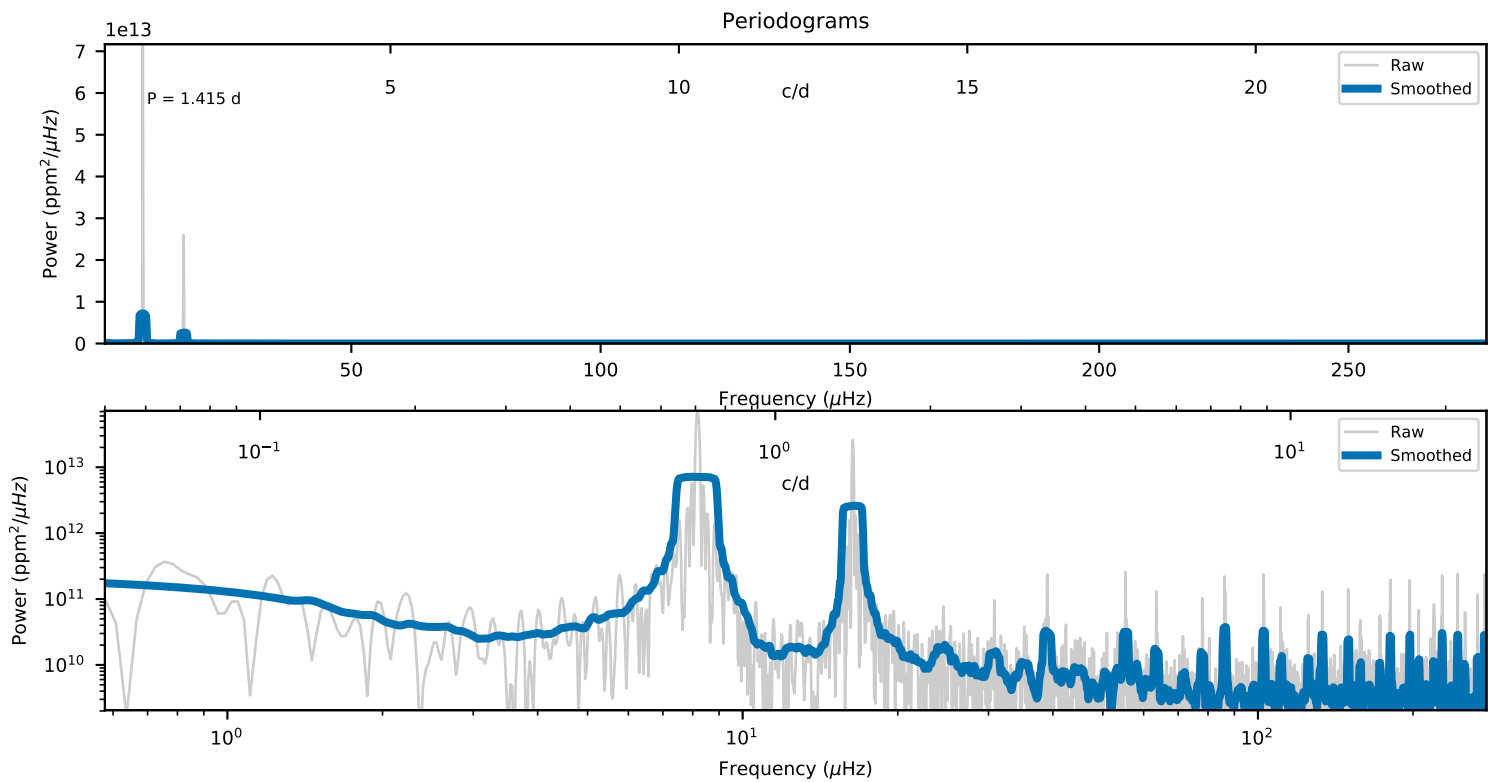 Periodograms
1e13
7
6
5
4
3
2
1
0
Power (ppm²/μHz)
5
10
15
20
c/d
P = 1.415 d
Raw
Smoothed
50
100
150
200
250
Frequency (μHz)
10⁻¹
10⁰
10¹
c/d
Raw
Smoothed
10¹³
10¹²
10¹¹
10¹⁰
Power (ppm²/μHz)
10⁰
10¹
10²
Frequency (μHz)